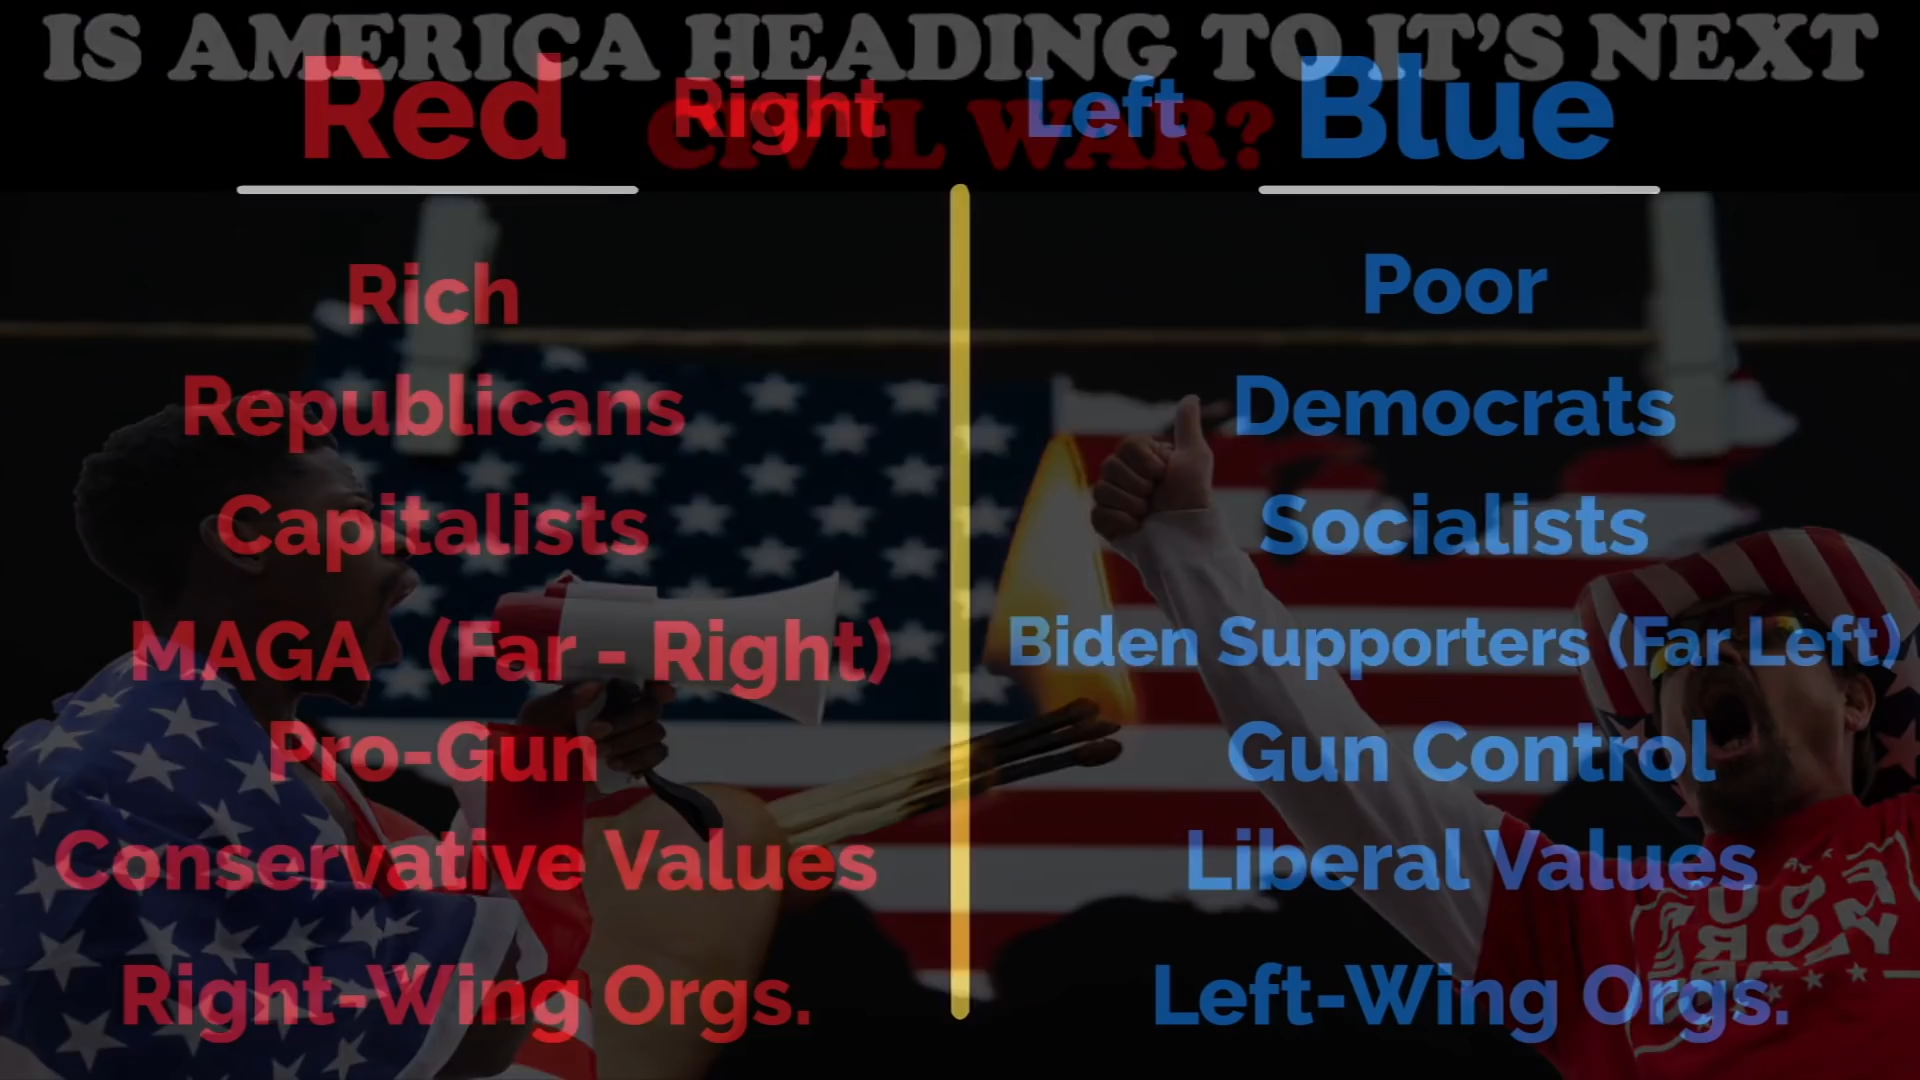 IS AMERICA HEADING TO IT'S NEXT
CIVIL WAR?
Red Right Left Blue
Rich
Poor
Republicans
Democrats
Capitalists
Socialists
MAGA (Far - Right)
Biden Supporters (Far Left)
Pro-Gun
Gun Control
Conservative Values
Liberal Values
Right-Wing Orgs.
Left-Wing Orgs.